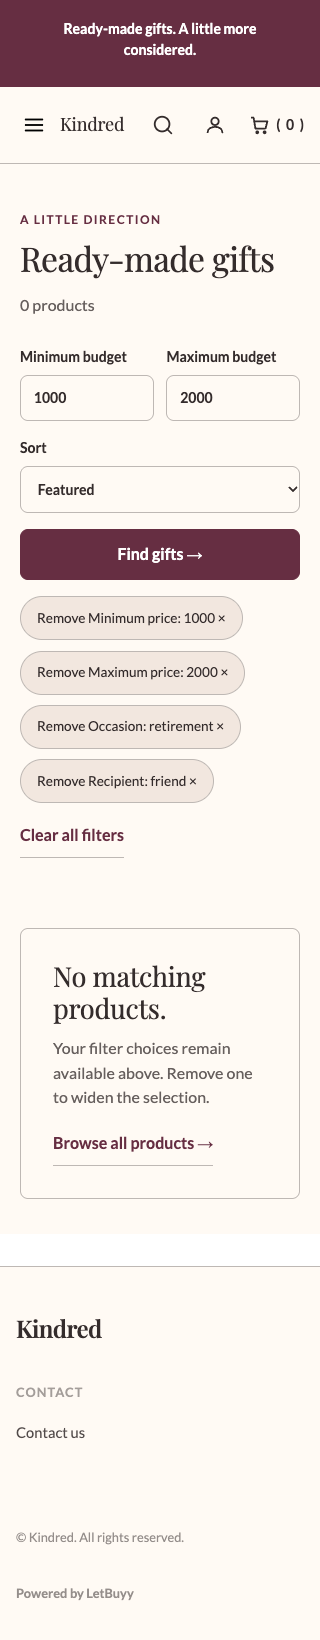 Ready-made gifts. A little more
considered.
Kindred
( 0 )
A LITTLE DIRECTION
Ready-made gifts
0 products
Minimum budget
Maximum budget
1000
2000
Sort
Featured
Find gifts →
Remove Minimum price: 1000 ×
Remove Maximum price: 2000 ×
Remove Occasion: retirement ×
Remove Recipient: friend ×
Clear all filters
No matching
products.
Your filter choices remain
available above. Remove one
to widen the selection.
Browse all products →
Kindred
CONTACT
Contact us
© Kindred. All rights reserved.
Powered by LetBuyy